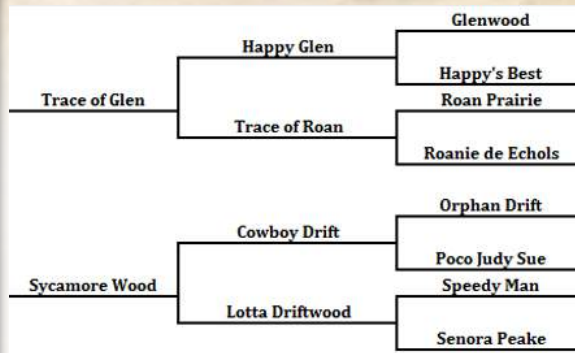 Glenwood
Happy Glen
Happy's Best
Trace of Glen
Roan Prairie
Trace of Roan
Roanie de Echols
Orphan Drift
Cowboy Drift
Poco Judy Sue
Sycamore Wood
Speedy Man
Lotta Driftwood
Senora Peake